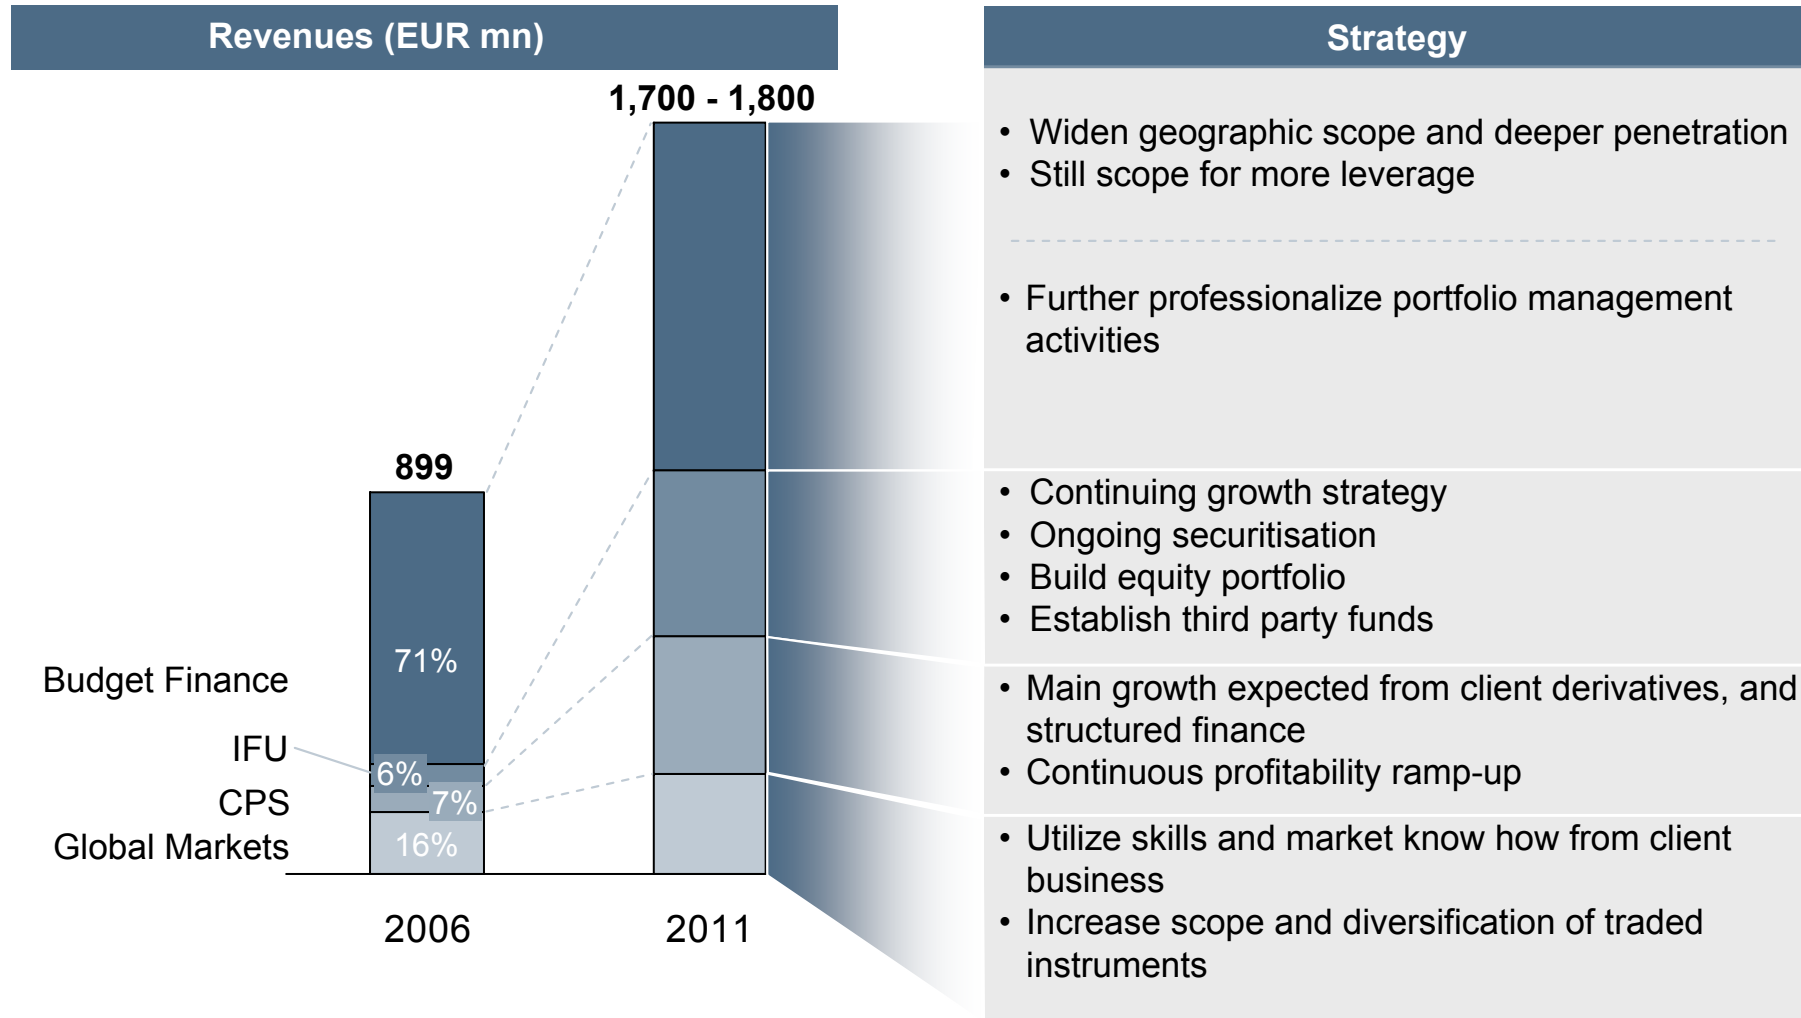 Revenues (EUR mn)
1,700 - 1,800
899
71%
Budget Finance
IFU
6%
CPS
7%
Global Markets
16%
2006
2011
Strategy
• Widen geographic scope and deeper penetration
• Still scope for more leverage
• Further professionalize portfolio management
activities
• Continuing growth strategy
• Ongoing securitisation
• Build equity portfolio
• Establish third party funds
• Main growth expected from client derivatives, and
structured finance
• Continuous profitability ramp-up
• Utilize skills and market know how from client
business
• Increase scope and diversification of traded
instruments